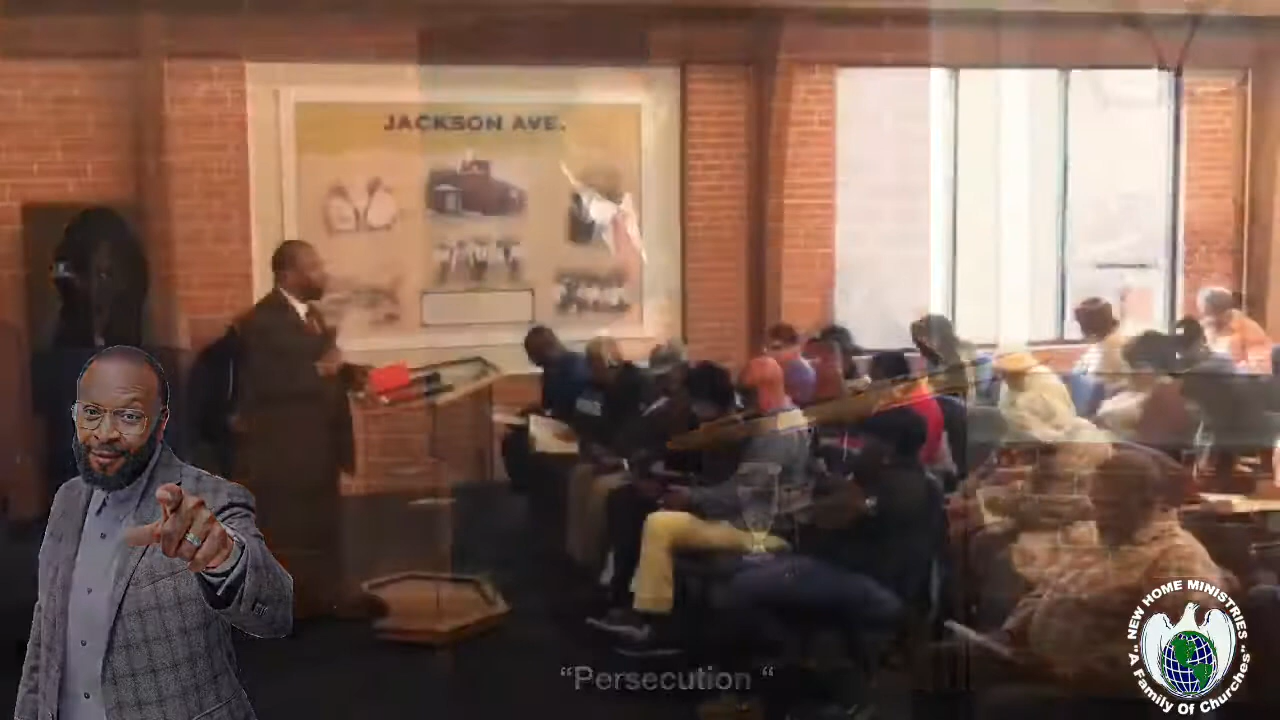 JACKSON AVE.
“Persecution “
NEW HOME MINISTRIES
"A Family Of Churches"